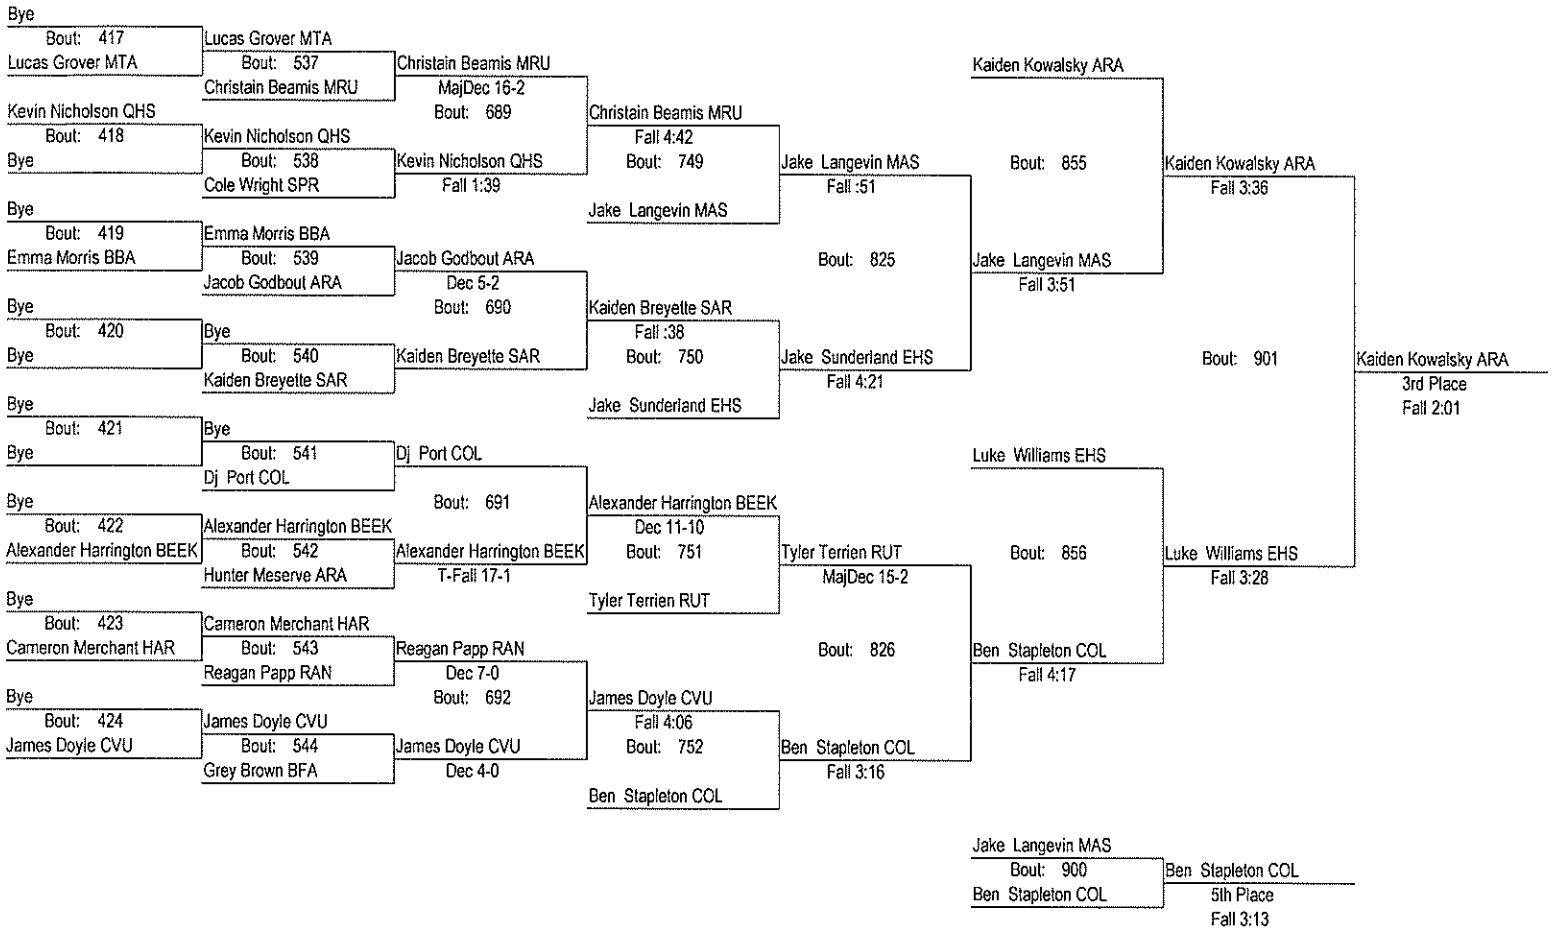 Bye
Bout: 417
Lucas Grover MTA
Kevin Nicholson QHS
Bout: 418
Bye
Bye
Bout: 419
Emma Morris BBA
Bye
Bout: 420
Bye
Bye
Bout: 421
Bye
Bye
Bout: 422
Alexander Harrington BEEK
Bye
Bout: 423
Cameron Merchant HAR
Bye
Bout: 424
James Doyle CVU
Lucas Grover MTA
Bout: 537
Christain Beamis MRU
Kevin Nicholson QHS
Bout: 538
Cole Wright SPR
Emma Morris BBA
Bout: 539
Jacob Godbout ARA
Bye
Bout: 540
Kaiden Breyette SAR
Bye
Bout: 541
Dj Port COL
Alexander Harrington BEEK
Bout: 542
Hunter Meserve ARA
Cameron Merchant HAR
Bout: 543
Reagan Papp RAN
James Doyle CVU
Bout: 544
Grey Brown BFA
Christain Beamis MRU
MajDec 16-2
Bout: 689
Kevin Nicholson QHS
Fall 1:39
Jacob Godbout ARA
Dec 5-2
Bout: 690
Kaiden Breyette SAR
Dj Port COL
Bout: 691
Alexander Harrington BEEK
T-Fall 17-1
Reagan Papp RAN
Dec 7-0
Bout: 692
James Doyle CVU
Dec 4-0
Christain Beamis MRU
Fall 4:42
Bout: 749
Jake Langevin MAS
Kaiden Breyette SAR
Fall :38
Bout: 750
Jake Sunderland EHS
Alexander Harrington BEEK
Dec 11-10
Bout: 751
Tyler Terrien RUT
James Doyle CVU
Fall 4:06
Bout: 752
Ben Stapleton COL
Jake Langevin MAS
Fall :51
Bout: 825
Jake Sunderland EHS
Fall 4:21
Tyler Terrien RUT
MajDec 15-2
Bout: 826
Ben Stapleton COL
Fall 3:16
Kaiden Kowalsky ARA
Bout: 855
Jake Langevin MAS
Fall 3:51
Luke Williams EHS
Bout: 856
Ben Stapleton COL
Fall 4:17
Kaiden Kowalsky ARA
Fall 3:36
Bout: 901
Luke Williams EHS
Fall 3:28
Kaiden Kowalsky ARA
3rd Place
Fall 2:01
Jake Langevin MAS
Bout: 900
Ben Stapleton COL
Ben Stapleton COL
5th Place
Fall 3:13